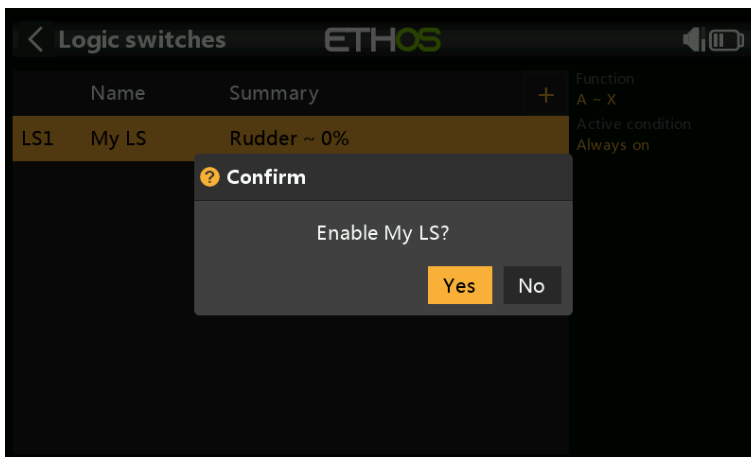 Logic switches
ETHOS
Name Summary +
Function
A ~ X
LS1 My LS Rudder ~ 0%
Active condition
Always on
? Confirm
Enable My LS?
Yes No